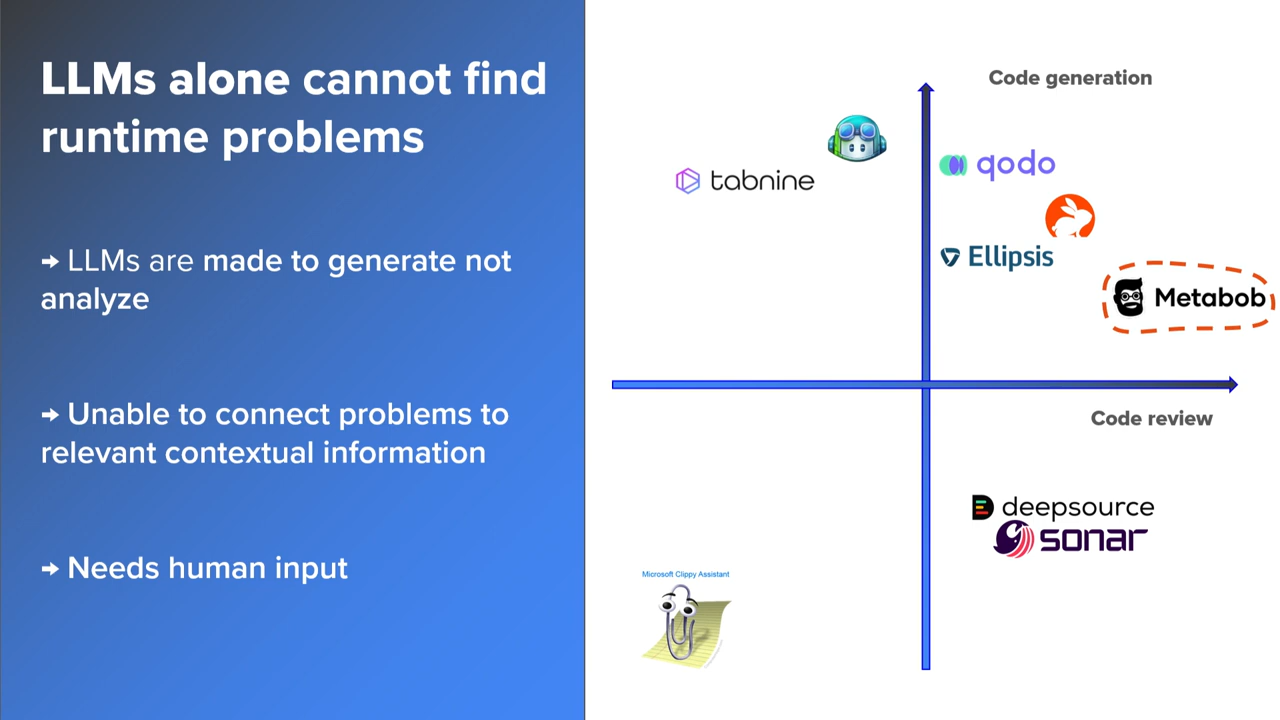 LLMs alone cannot find
runtime problems
→ LLMs are made to generate not
analyze
→ Unable to connect problems to
relevant contextual information
→ Needs human input
Code generation
tabnine
qodo
Ellipsis
Metabob
Code review
deepsource
sonar
Microsoft Clippy Assistant